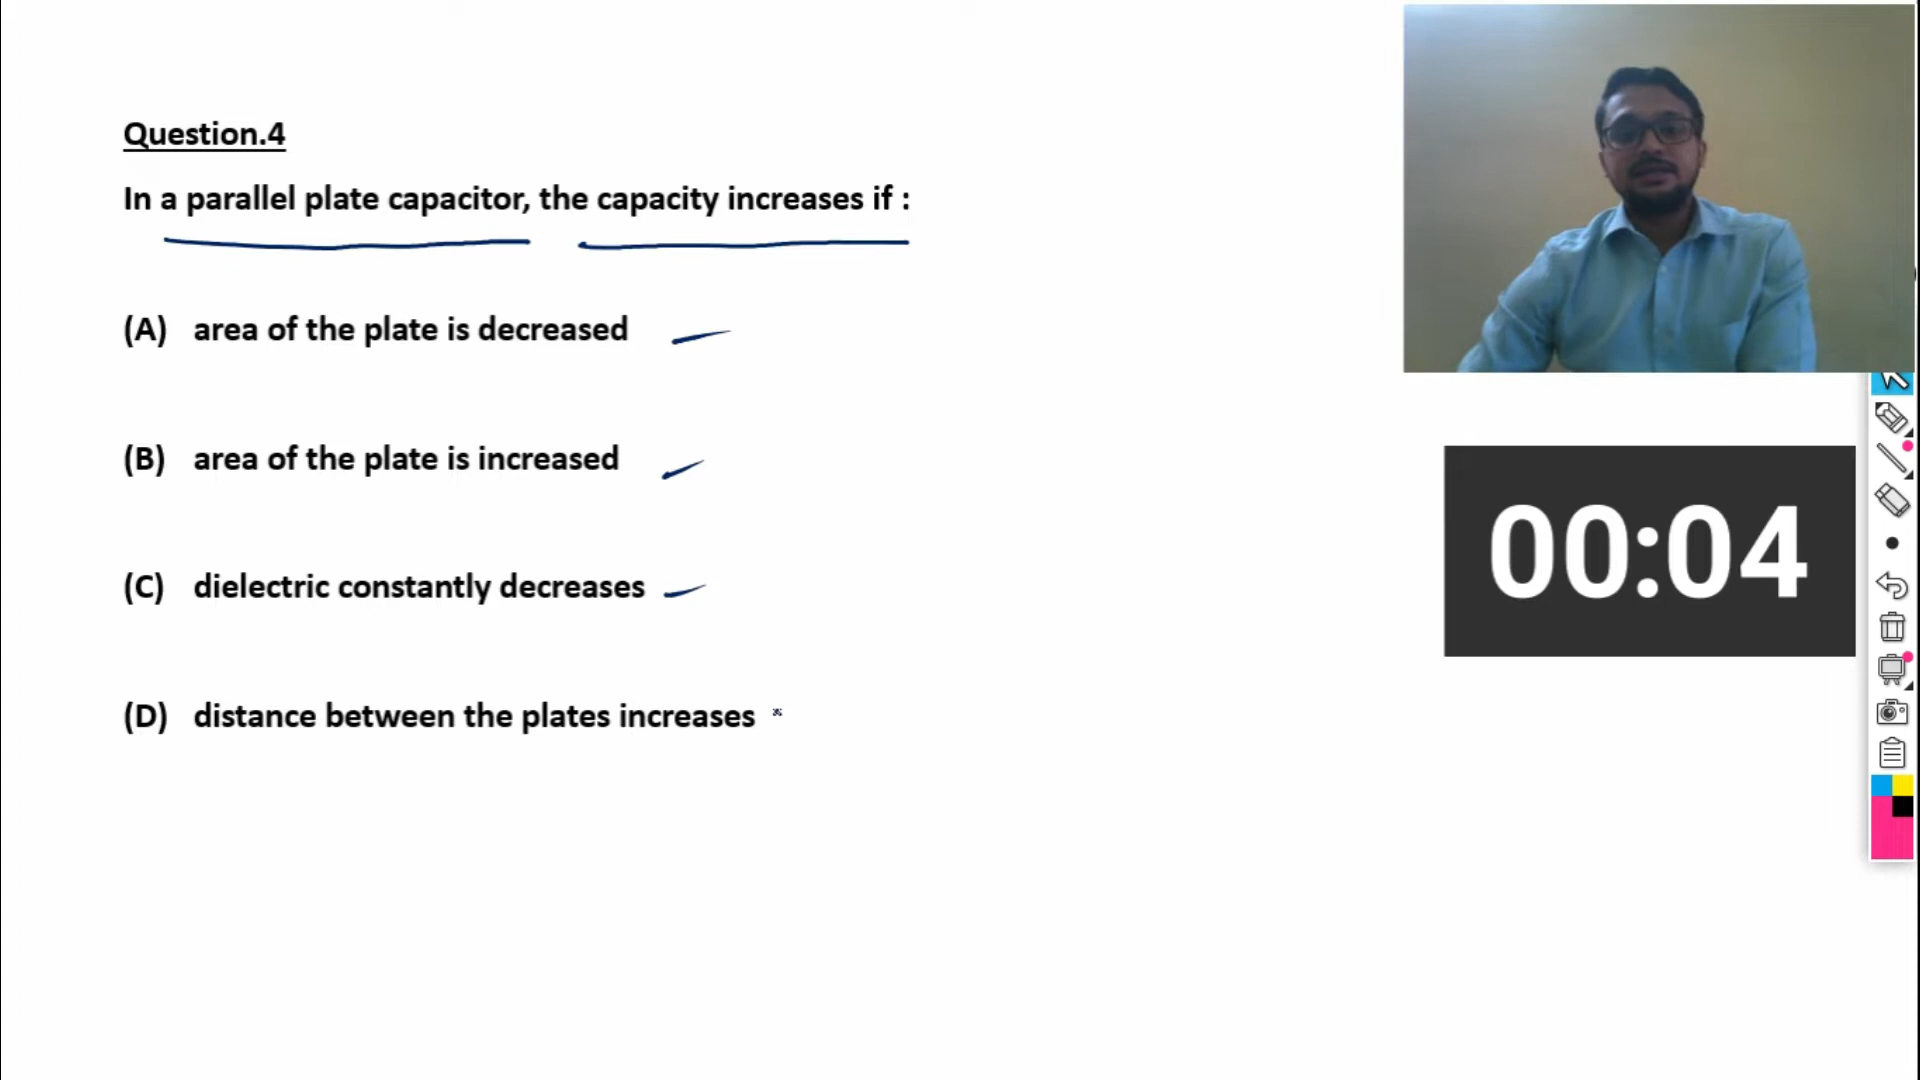 Question.4
In a parallel plate capacitor, the capacity increases if :
(A) area of the plate is decreased
(B) area of the plate is increased
(C) dielectric constantly decreases
(D) distance between the plates increases
00:04